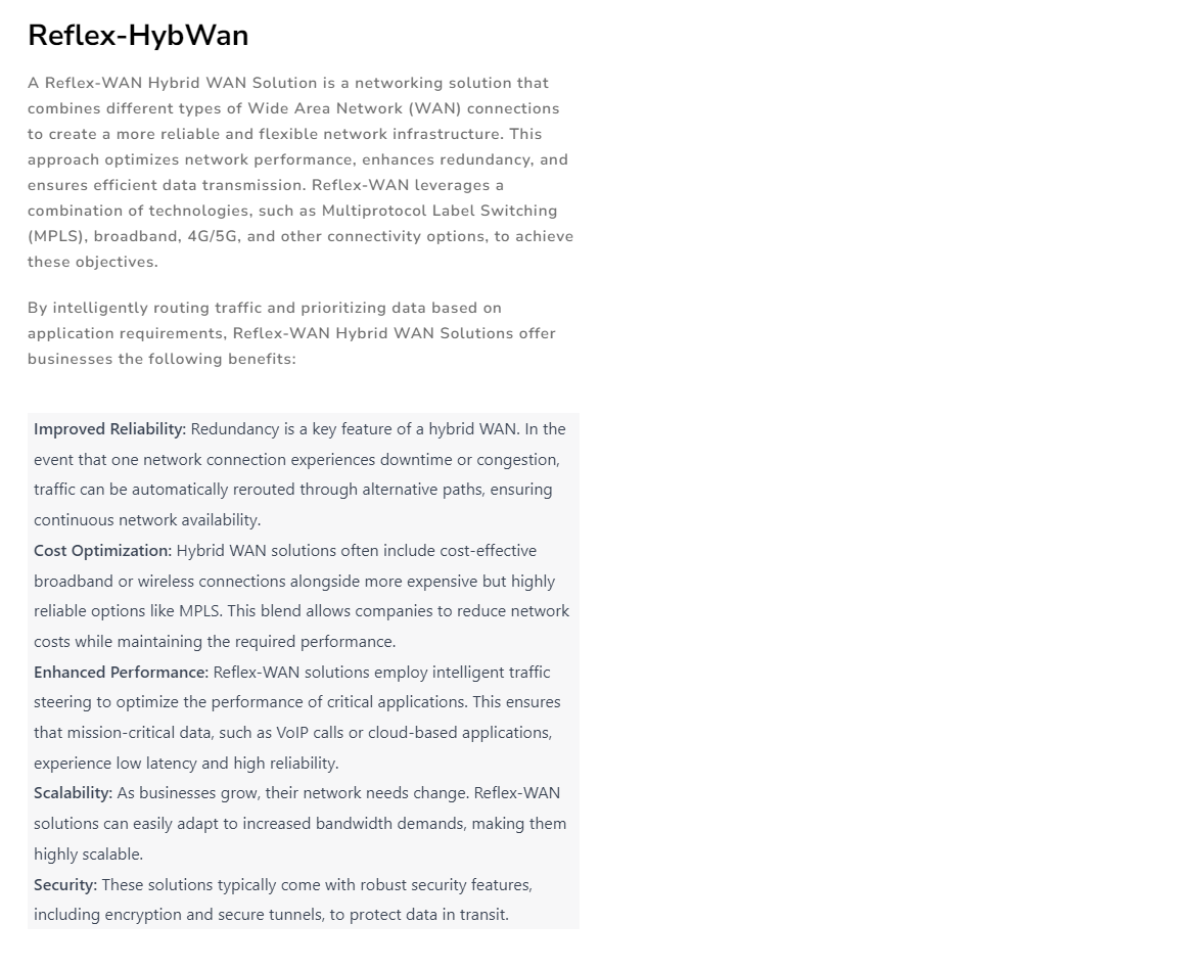 Reflex-HybWan
A Reflex-WAN Hybrid WAN Solution is a networking solution that
combines different types of Wide Area Network (WAN) connections
to create a more reliable and flexible network infrastructure. This
approach optimizes network performance, enhances redundancy, and
ensures efficient data transmission. Reflex-WAN leverages a
combination of technologies, such as Multiprotocol Label Switching
(MPLS), broadband, 4G/5G, and other connectivity options, to achieve
these objectives.
By intelligently routing traffic and prioritizing data based on
application requirements, Reflex-WAN Hybrid WAN Solutions offer
businesses the following benefits:
Improved Reliability: Redundancy is a key feature of a hybrid WAN. In the
event that one network connection experiences downtime or congestion,
traffic can be automatically rerouted through alternative paths, ensuring
continuous network availability.
Cost Optimization: Hybrid WAN solutions often include cost-effective
broadband or wireless connections alongside more expensive but highly
reliable options like MPLS. This blend allows companies to reduce network
costs while maintaining the required performance.
Enhanced Performance: Reflex-WAN solutions employ intelligent traffic
steering to optimize the performance of critical applications. This ensures
that mission-critical data, such as VoIP calls or cloud-based applications,
experience low latency and high reliability.
Scalability: As businesses grow, their network needs change. Reflex-WAN
solutions can easily adapt to increased bandwidth demands, making them
highly scalable.
Security: These solutions typically come with robust security features,
including encryption and secure tunnels, to protect data in transit.